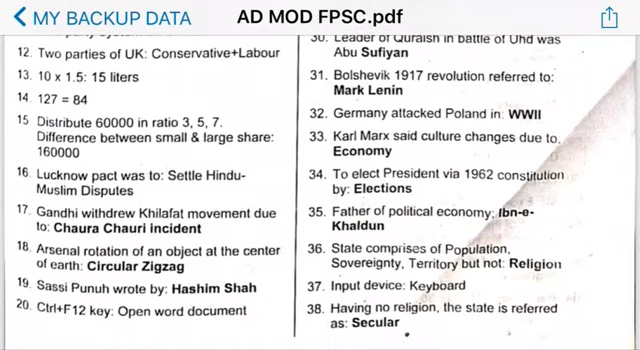 MY BACKUP DATA
AD MOD FPSC.pdf
12. Two parties of UK: Conservative+Labour
13. 10 x 1.5: 15 liters
14. 127 = 84
15 Distribute 60000 in ratio 3, 5, 7.
Difference between small & large share:
160000
16. Lucknow pact was to: Settle Hindu-
Muslim Disputes
17. Gandhi withdrew Khilafat movement due
to: Chaura Chauri incident
18. Arsenal rotation of an object at the center
of earth: Circular Zigzag
19. Sassi Punuh wrote by: Hashim Shah
20. Ctrl+F12 key: Open word document
30. Leader of Quraish in battle of Uhd was
Abu Sufiyan
31. Bolshevik 1917 revolution referred to:
Mark Lenin
32. Germany attacked Poland in: WWII
33. Karl Marx said culture changes due to.
Economy
34. To elect President via 1962 constitution
by: Elections
35. Father of political economy: Ibn-e-
Khaldun
36. State comprises of Population,
Sovereignty, Territory but not: Religion
37. Input device: Keyboard
38. Having no religion, the state is referred
as: Secular